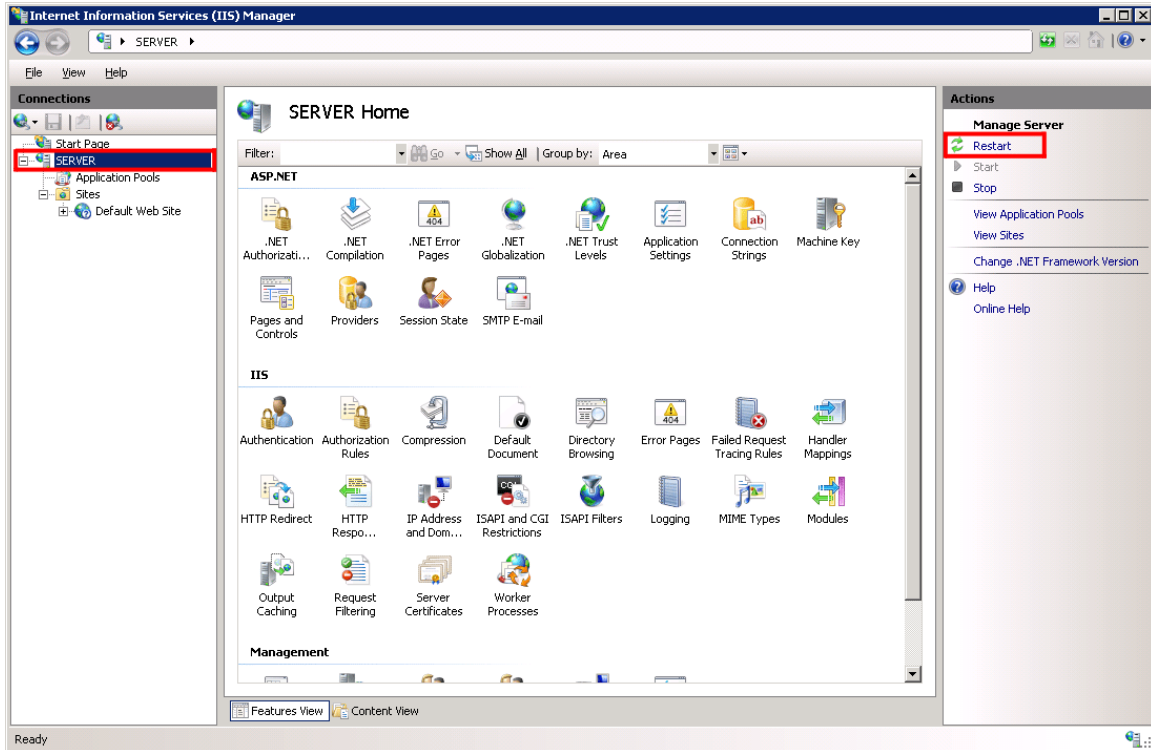 Internet Information Services (IIS) Manager
SERVER
File View Help
Connections
Start Page
SERVER
Application Pools
Sites
Default Web Site
SERVER Home
Filter: Go Show All Group by: Area
ASP.NET
.NET Authorizati...
.NET Compilation
.NET Error Pages
.NET Globalization
.NET Trust Levels
Application Settings
Connection Strings
Machine Key
Pages and Controls
Providers
Session State
SMTP E-mail
IIS
Authentication
Authorization Rules
Compression
Default Document
Directory Browsing
Error Pages
Failed Request Tracing Rules
Handler Mappings
HTTP Redirect
HTTP Respo...
IP Address and Dom...
ISAPI and CGI Restrictions
ISAPI Filters
Logging
MIME Types
Modules
Output Caching
Request Filtering
Server Certificates
Worker Processes
Management
Features View Content View
Actions
Manage Server
Restart
Start
Stop
View Application Pools
View Sites
Change .NET Framework Version
Help
Online Help
Ready